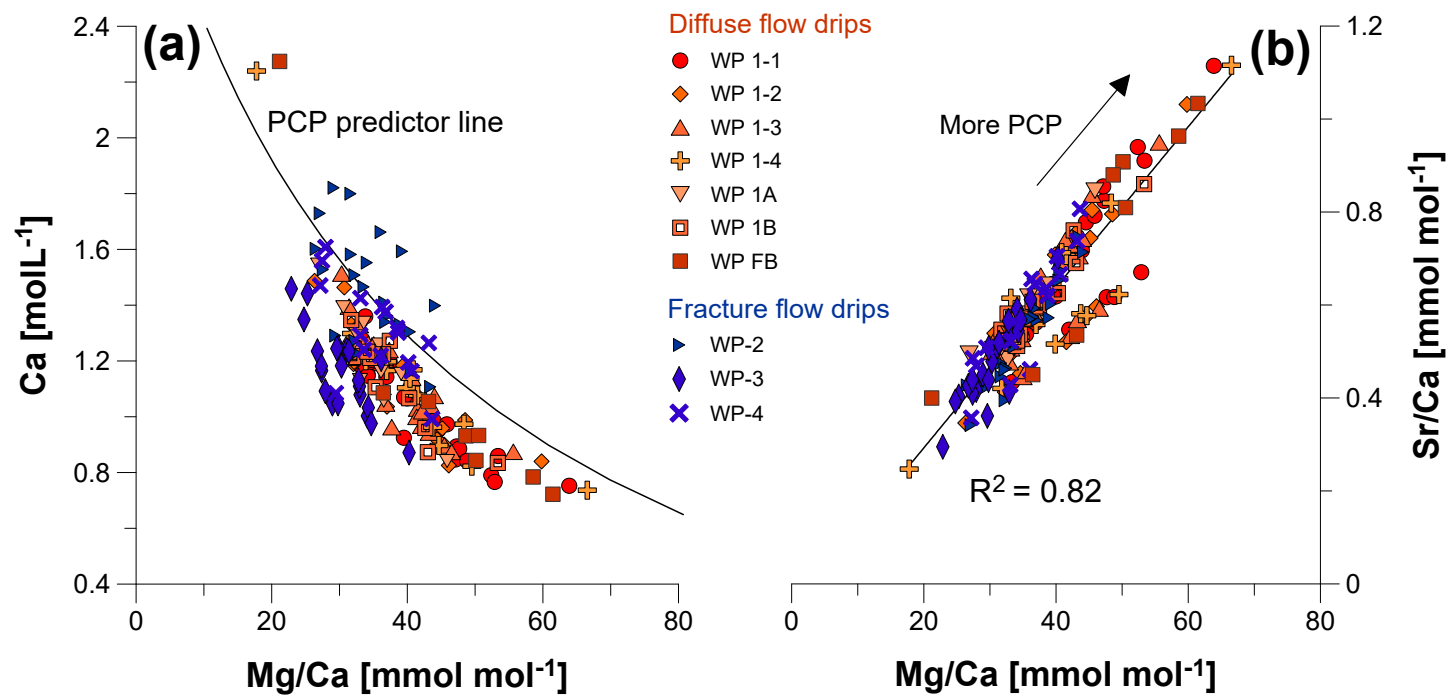 (a)
2.4
2
1.6
1.2
0.8
0.4
Ca [molL⁻¹]
PCP predictor line
0
20
40
60
80
Mg/Ca [mmol mol⁻¹]
Diffuse flow drips
WP 1-1
WP 1-2
WP 1-3
WP 1-4
WP 1A
WP 1B
WP FB
Fracture flow drips
WP-2
WP-3
WP-4
(b)
More PCP
R² = 0.82
1.2
0.8
0.4
0
Sr/Ca [mmol mol⁻¹]
0
20
40
60
80
Mg/Ca [mmol mol⁻¹]